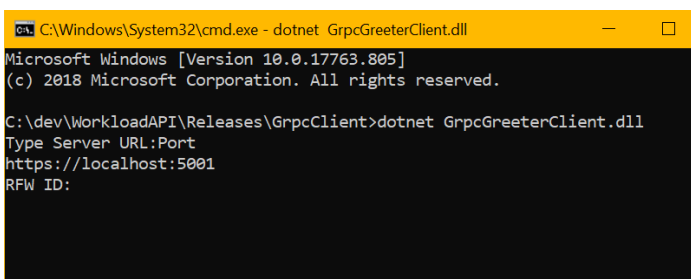 C:\Windows\System32\cmd.exe - dotnet  GrpcGreeterClient.dll
Microsoft Windows [Version 10.0.17763.805]
(c) 2018 Microsoft Corporation. All rights reserved.
C:\dev\WorkloadAPI\Releases\GrpcClient>dotnet GrpcGreeterClient.dll
Type Server URL:Port
https://localhost:5001
RFW ID: